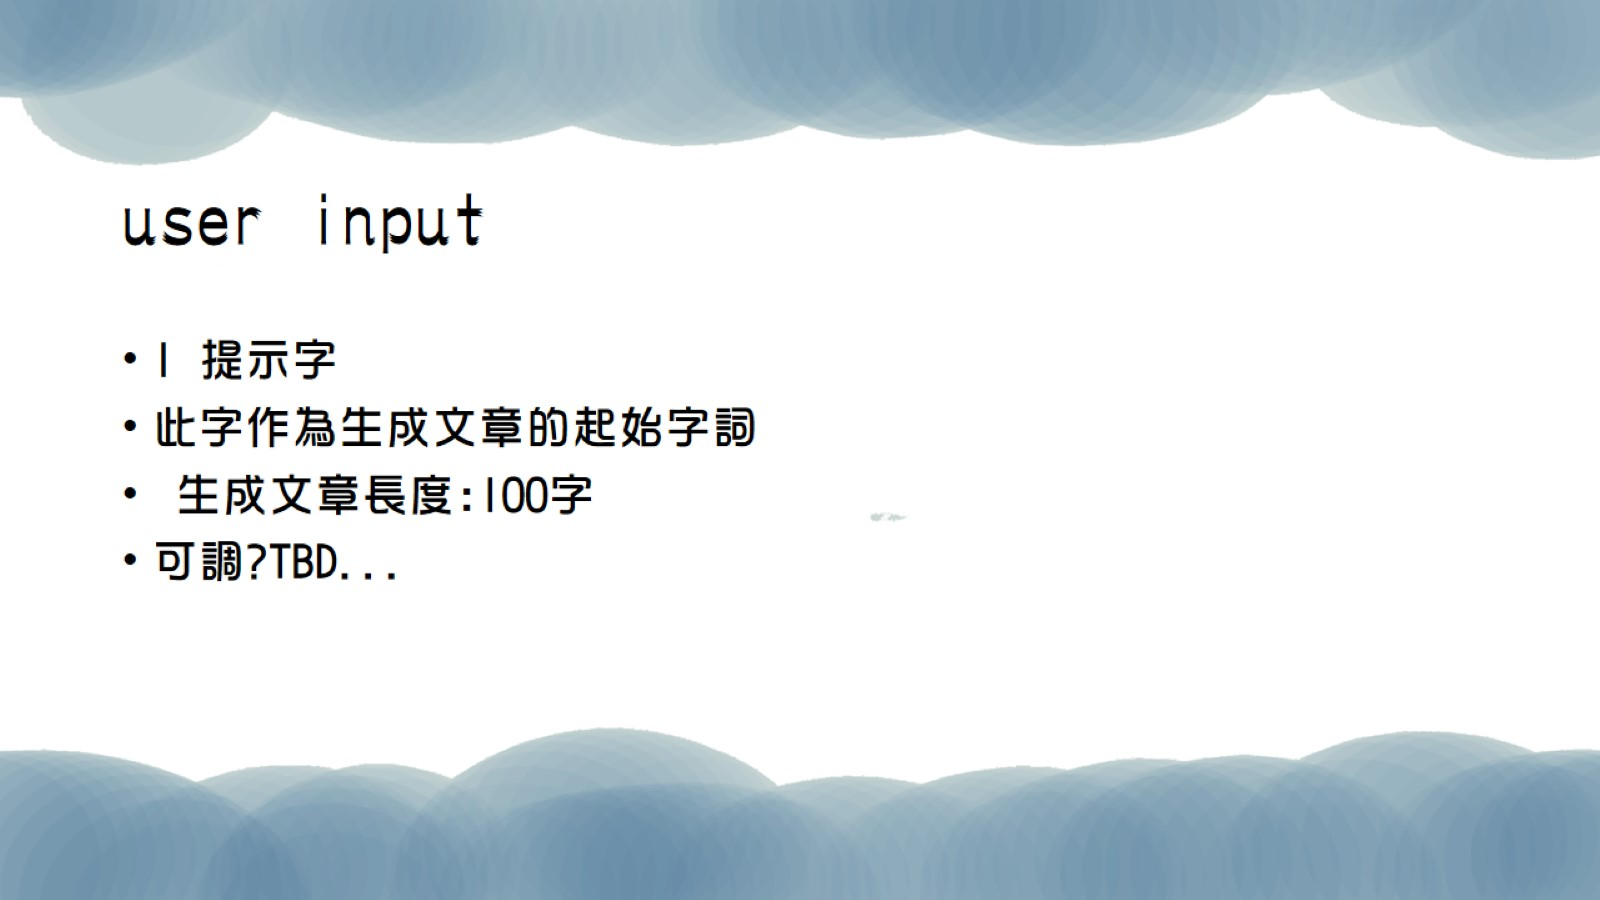 user input
• 1 提示字
• 此字作為生成文章的起始字詞
• 生成文章長度:100字
• 可調?TBD...